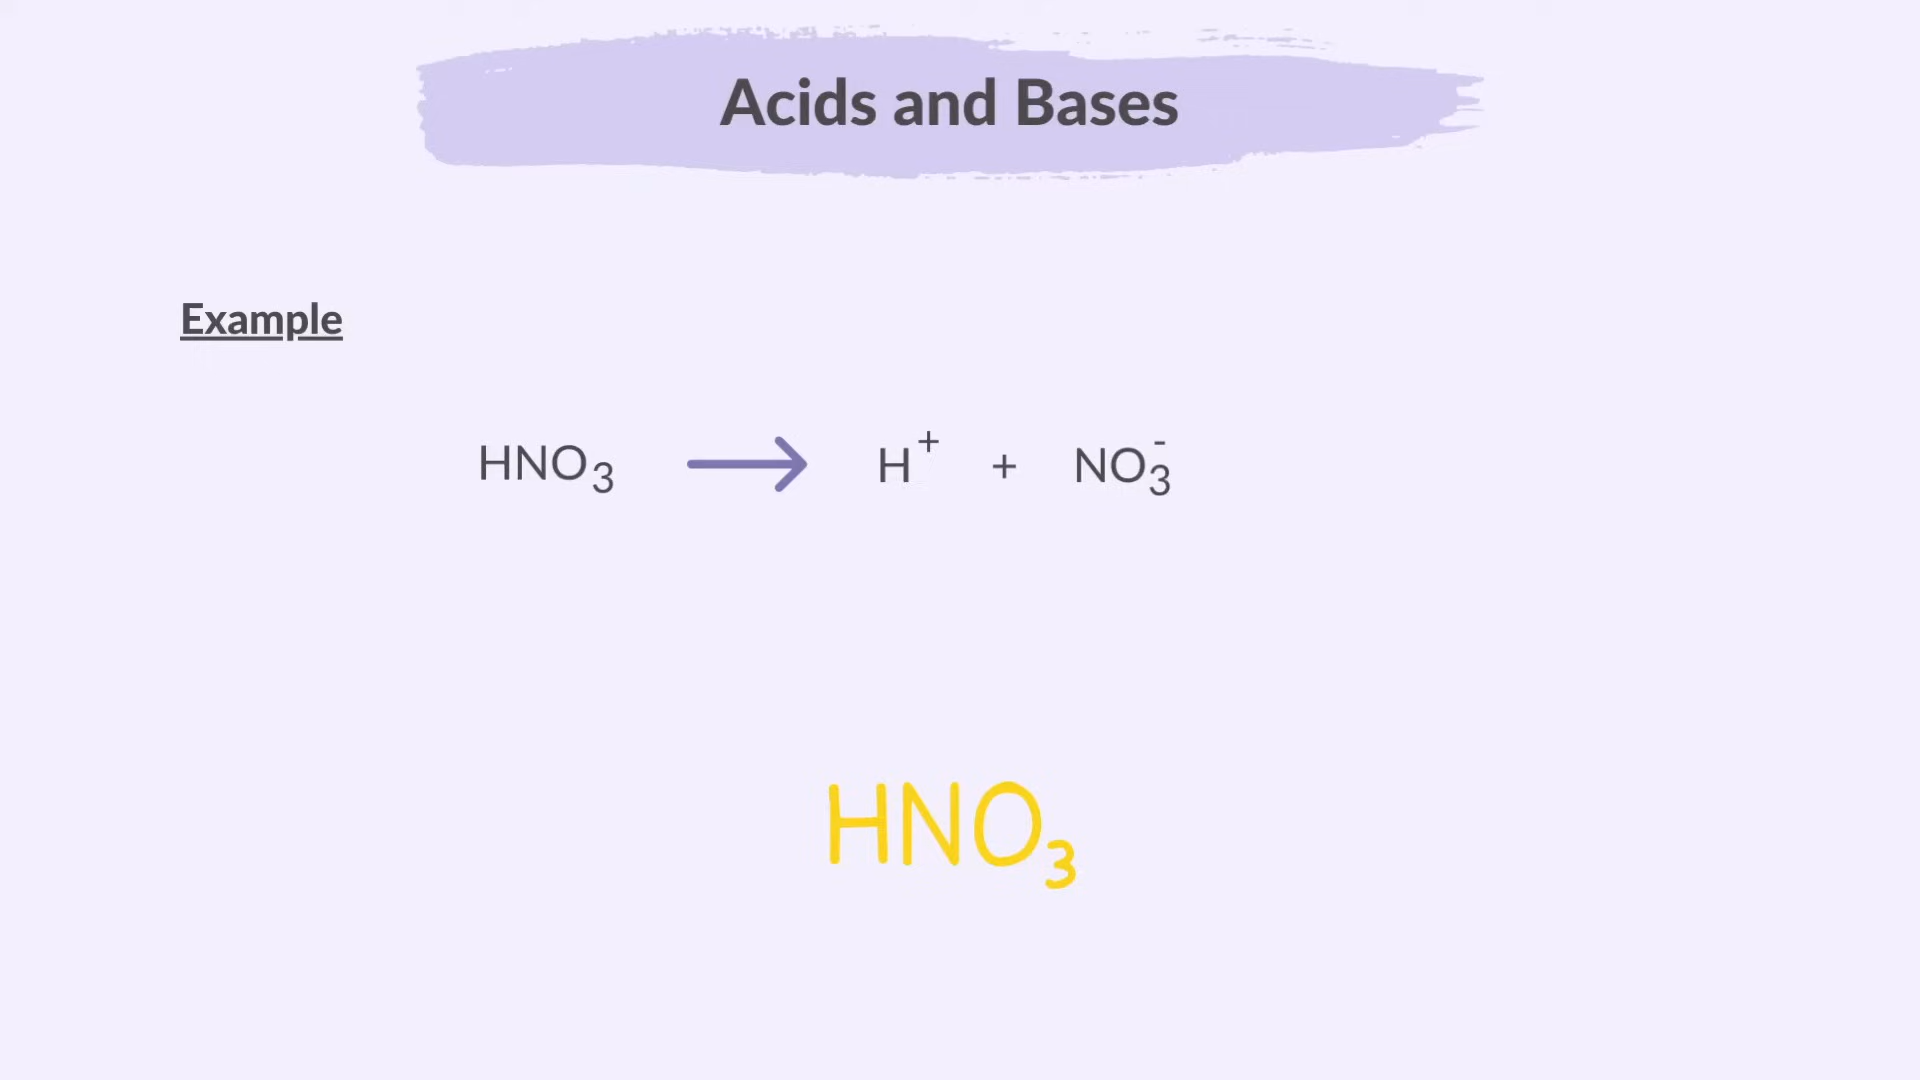 Acids and Bases
Example
HNO₃ → H⁺ + NO₃⁻
HNO₃